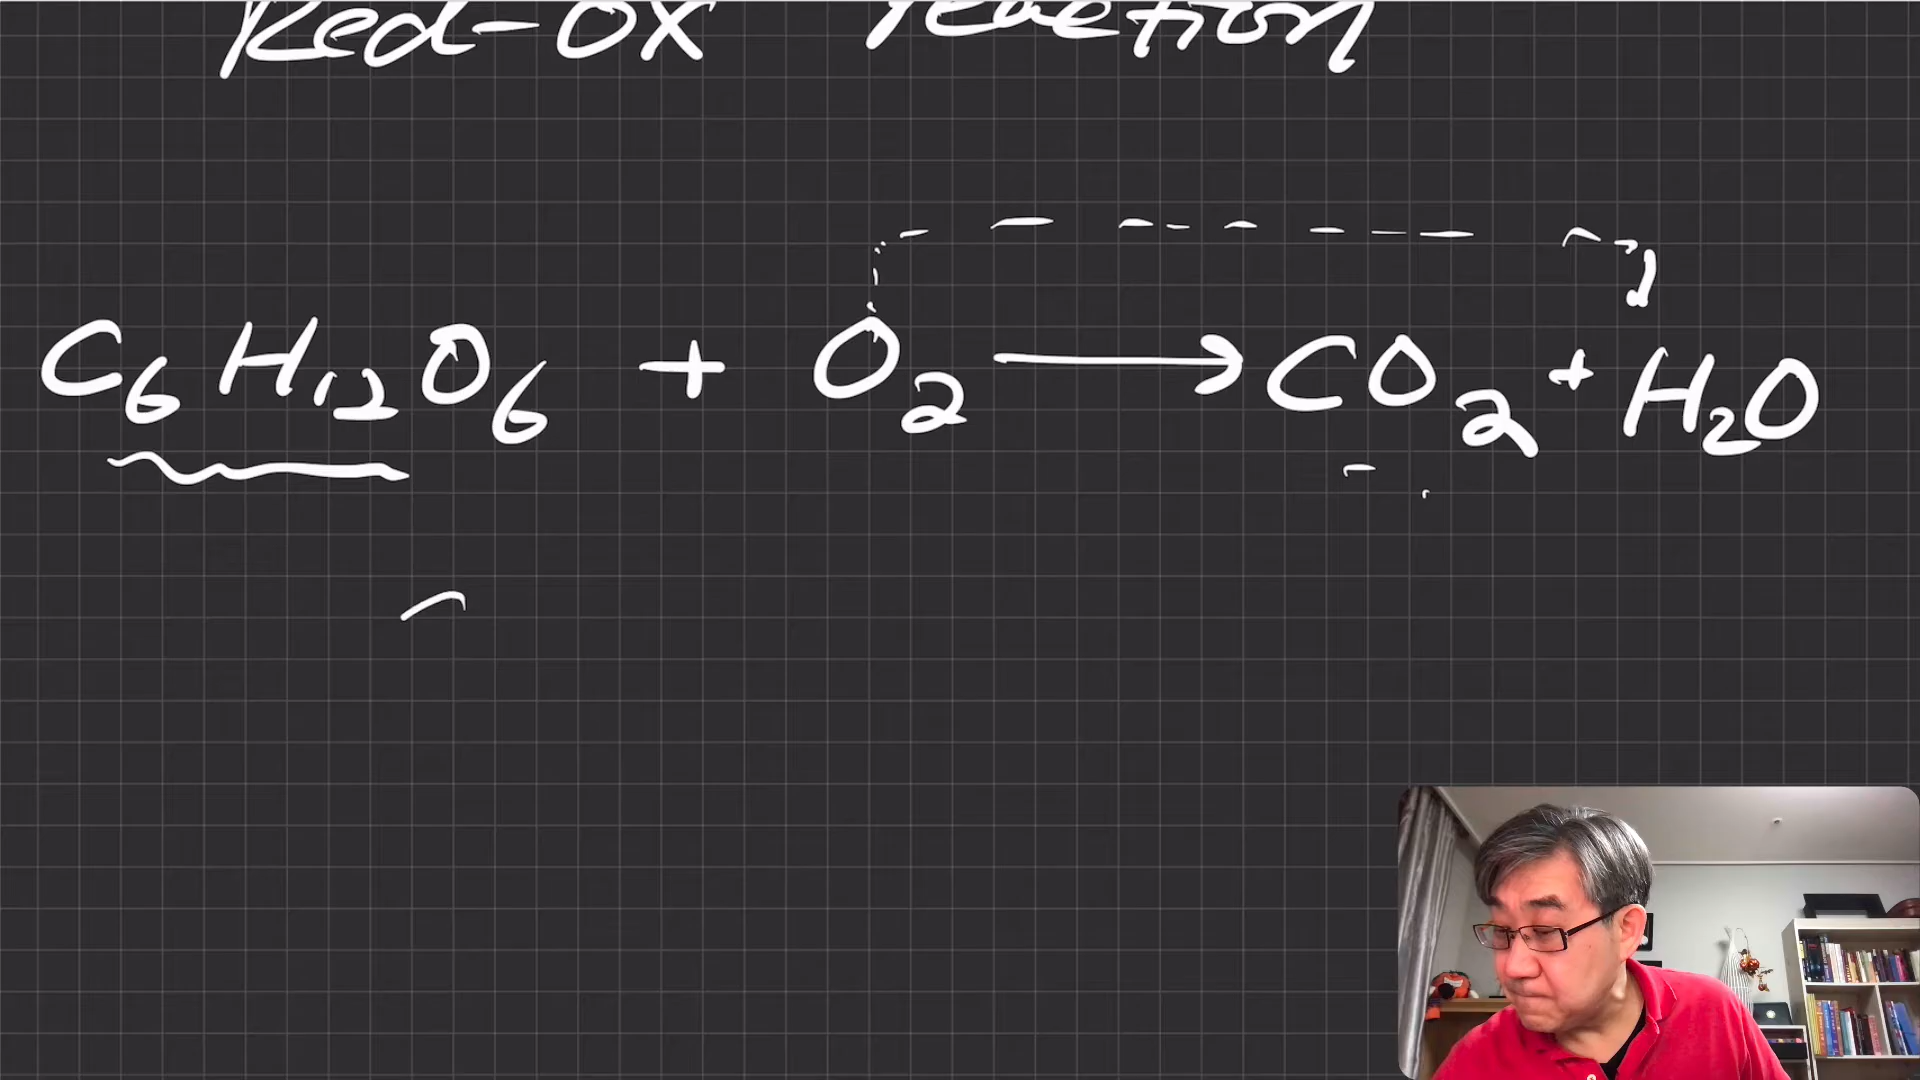 Red-ox reaction
C₆H₁₂O₆ + O₂ → CO₂ + H₂O